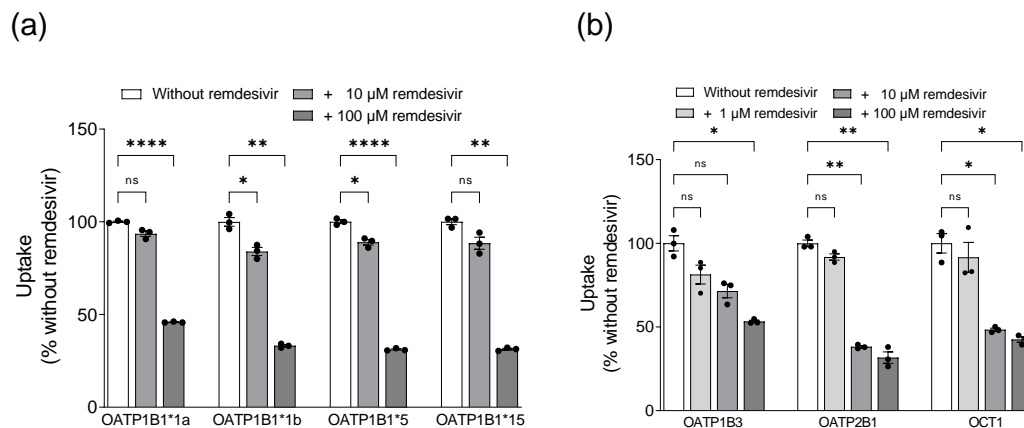 (a)
Without remdesivir
+ 10 µM remdesivir
+ 100 µM remdesivir
150
100
50
0
Uptake
(% without remdesivir)
**** ** **** **
ns * * ns
OATP1B1*1a OATP1B1*1b OATP1B1*5 OATP1B1*15
(b)
Without remdesivir + 10 µM remdesivir
+ 1 µM remdesivir + 100 µM remdesivir
150
100
50
0
Uptake
(% without remdesivir)
* ** *
ns ** *
ns ns ns
OATP1B3 OATP2B1 OCT1